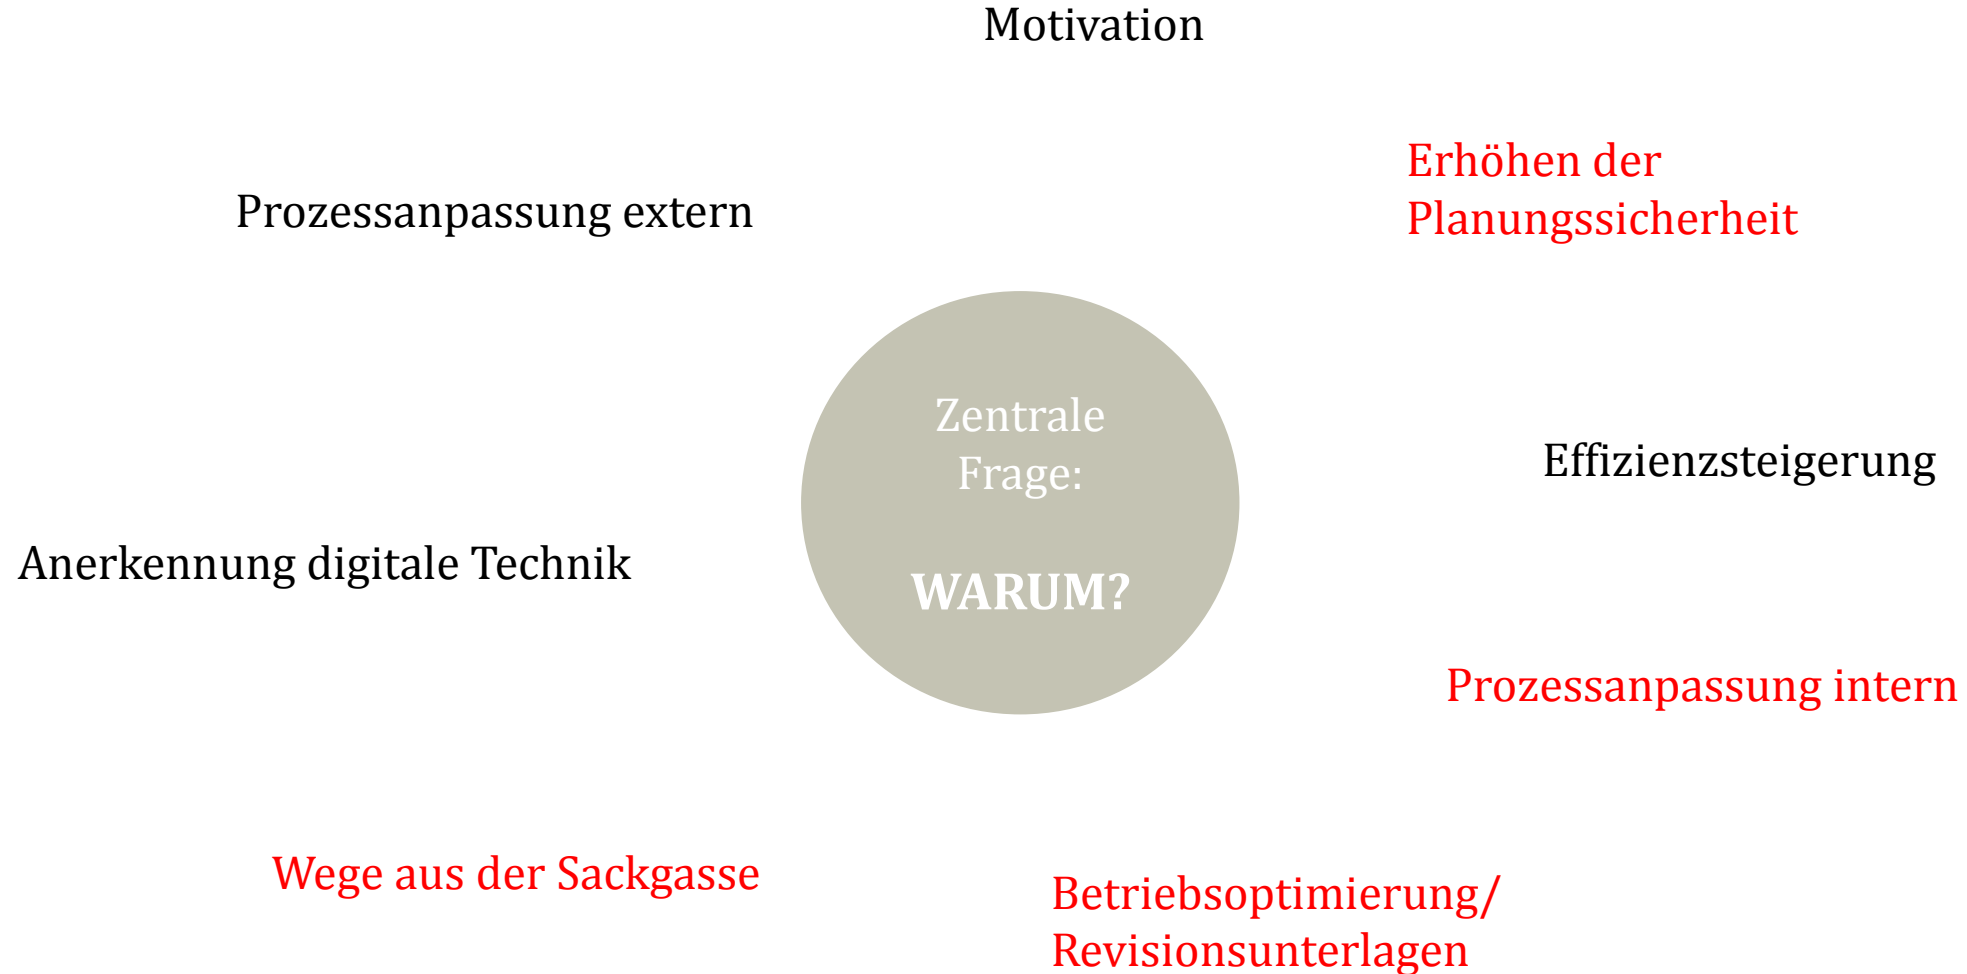 Motivation
Erhöhen der
Planungssicherheit
Prozessanpassung extern
Zentrale
Frage:
WARUM?
Effizienzsteigerung
Anerkennung digitale Technik
Prozessanpassung intern
Wege aus der Sackgasse
Betriebsoptimierung/
Revisionsunterlagen